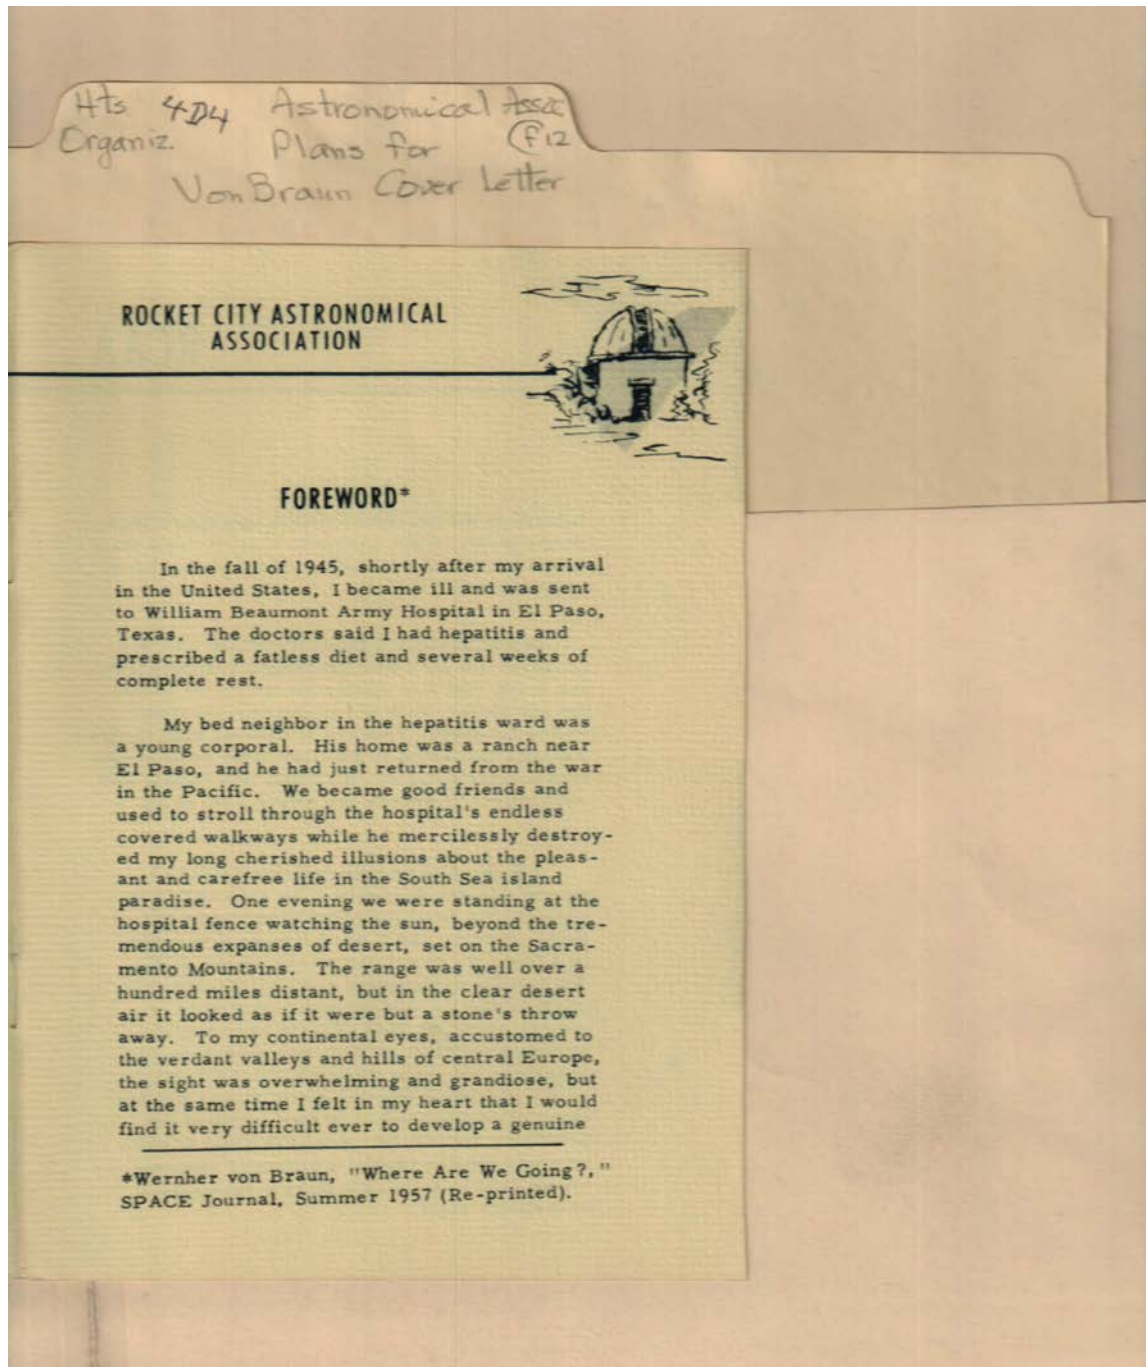 Hts 4D4 Astronomical Assoc
Organiz. Plans for F12
Von Braun Cover Letter
ROCKET CITY ASTRONOMICAL
ASSOCIATION
FOREWORD*
In the fall of 1945, shortly after my arrival
in the United States, I became ill and was sent
to William Beaumont Army Hospital in El Paso,
Texas. The doctors said I had hepatitis and
prescribed a fatless diet and several weeks of
complete rest.
My bed neighbor in the hepatitis ward was
a young corporal. His home was a ranch near
El Paso, and he had just returned from the war
in the Pacific. We became good friends and
used to stroll through the hospital's endless
covered walkways while he mercilessly destroy-
ed my long cherished illusions about the pleas-
ant and carefree life in the South Sea island
paradise. One evening we were standing at the
hospital fence watching the sun, beyond the tre-
mendous expanses of desert, set on the Sacra-
mento Mountains. The range was well over a
hundred miles distant, but in the clear desert
air it looked as if it were but a stone's throw
away. To my continental eyes, accustomed to
the verdant valleys and hills of central Europe,
the sight was overwhelming and grandiose, but
at the same time I felt in my heart that I would
find it very difficult ever to develop a genuine
*Wernher von Braun, "Where Are We Going?,"
SPACE Journal, Summer 1957 (Re-printed).